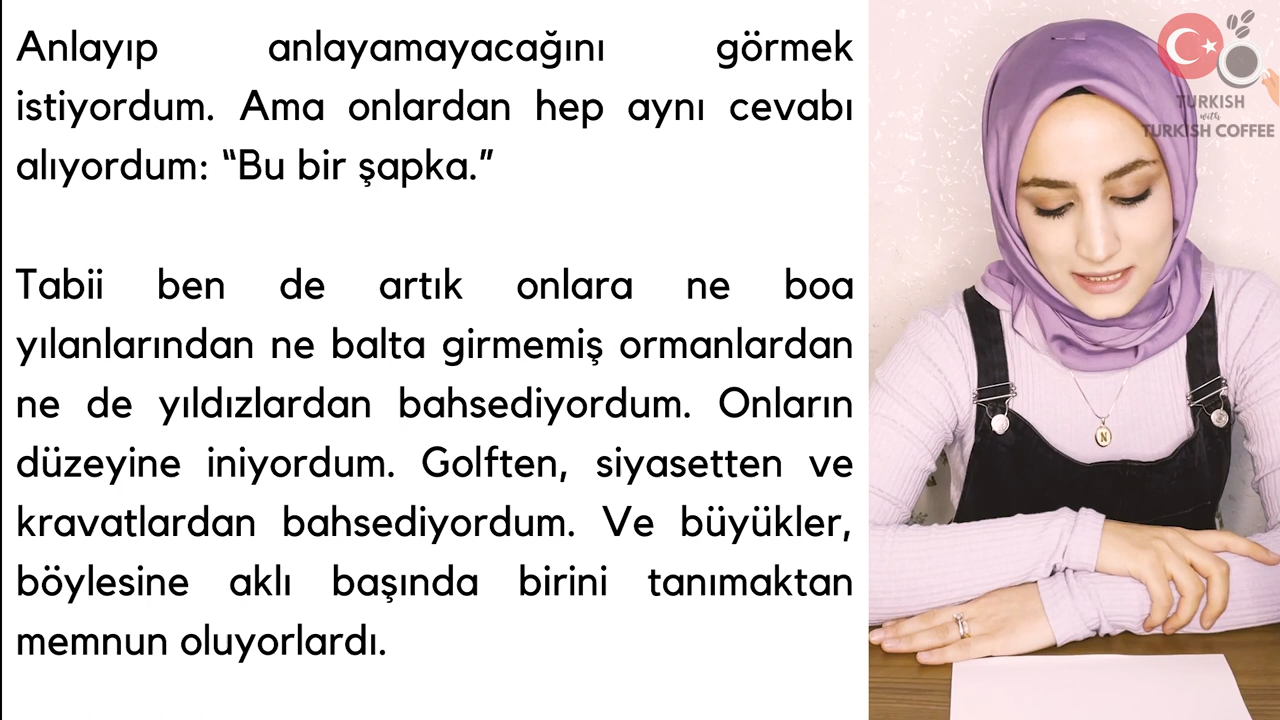 Anlayıp anlayamayacağını görmek
istiyordum. Ama onlardan hep aynı cevabı
alıyordum: “Bu bir şapka.”
Tabii ben de artık onlara ne boa
yılanlarından ne balta girmemiş ormanlardan
ne de yıldızlardan bahsediyordum. Onların
düzeyine iniyordum. Golften, siyasetten ve
kravatlardan bahsediyordum. Ve büyükler,
böylesine aklı başında birini tanımaktan
memnun oluyorlardı.
TURKISH
with
TURKISH COFFEE
N